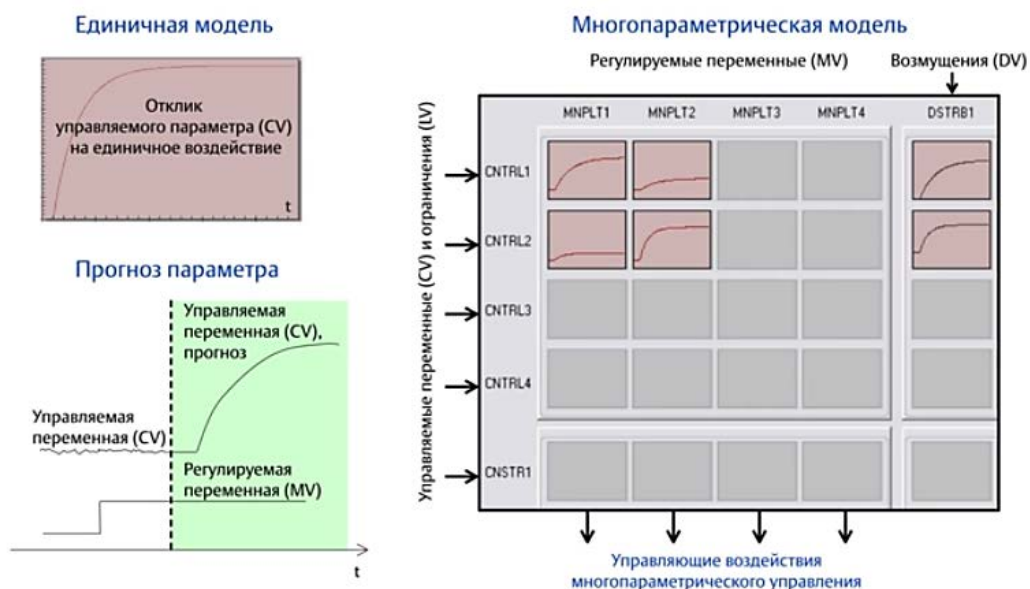 Единичная модель
Отклик
управляемого параметра (CV)
на единичное воздействие
t
Прогноз параметра
Управляемая
переменная (CV),
прогноз
Управляемая
переменная (CV)
Регулируемая
переменная (MV)
t
Многопараметрическая модель
Регулируемые переменные (MV)
Возмущения (DV)
Управляемые переменные (CV) и ограничения (LV)
MNPLT1 MNPLT2 MNPLT3 MNPLT4 DSTRB1
CNTRL1
CNTRL2
CNTRL3
CNTRL4
CNSTR1
Управляющие воздействия
многопараметрического управления